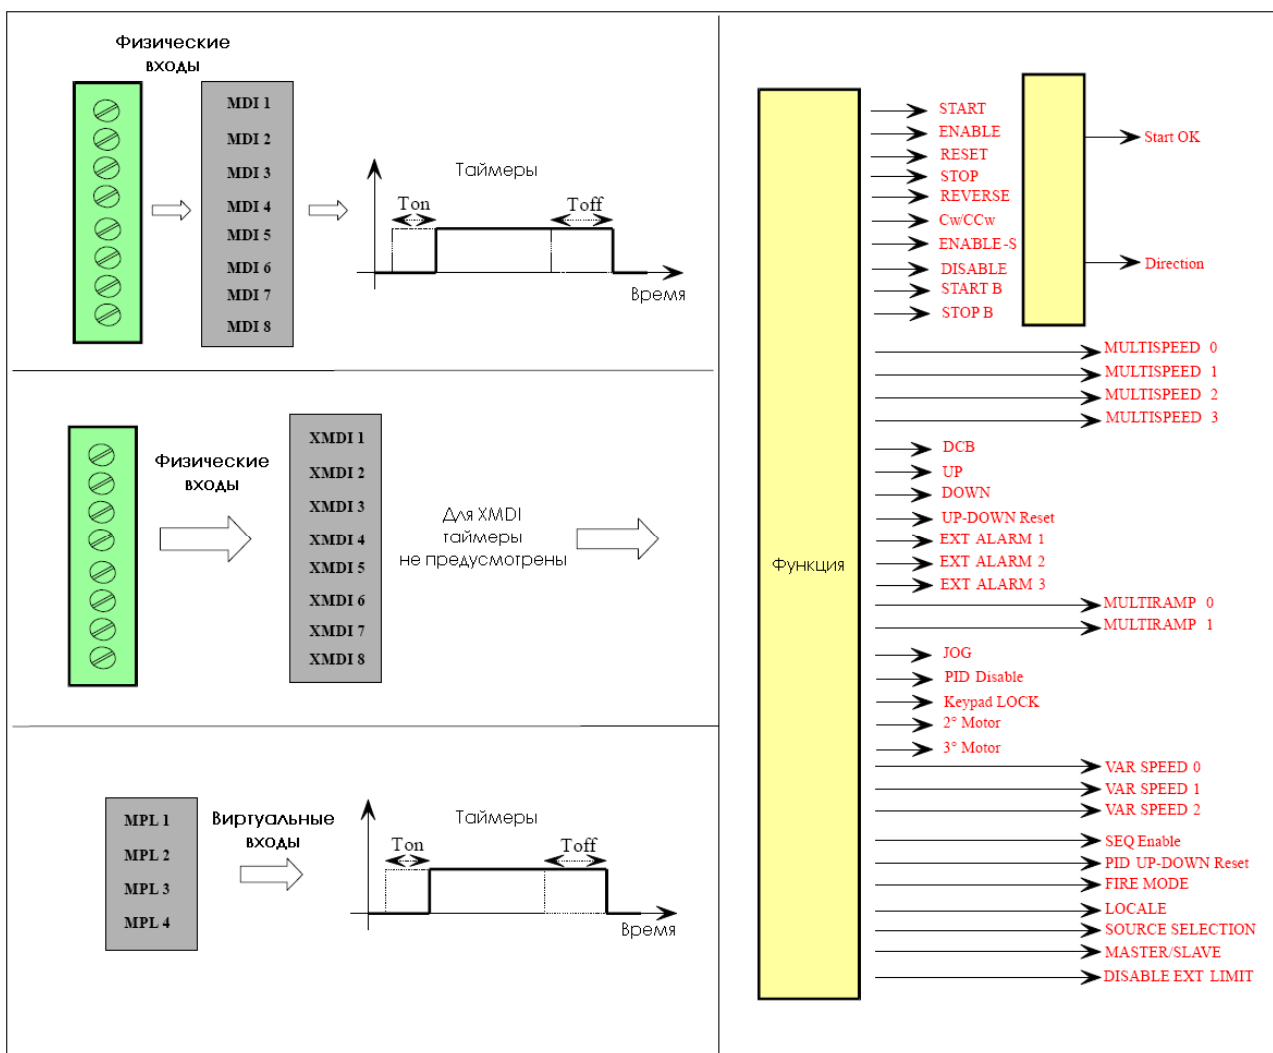 Физические
входы
MDI 1
MDI 2
MDI 3
MDI 4
MDI 5
MDI 6
MDI 7
MDI 8
Таймеры
Ton
Toff
Время
Физические
входы
XMDI 1
XMDI 2
XMDI 3
XMDI 4
XMDI 5
XMDI 6
XMDI 7
XMDI 8
Для XMDI
таймеры
не предусмотрены
MPL 1
MPL 2
MPL 3
MPL 4
Виртуальные
входы
Таймеры
Ton
Toff
Время
Функция
START
ENABLE
RESET
STOP
REVERSE
Cw/CCw
ENABLE-S
DISABLE
START B
STOP B
Start OK
Direction
MULTISPEED 0
MULTISPEED 1
MULTISPEED 2
MULTISPEED 3
DCB
UP
DOWN
UP-DOWN Reset
EXT ALARM 1
EXT ALARM 2
EXT ALARM 3
MULTIRAMP 0
MULTIRAMP 1
JOG
PID Disable
Keypad LOCK
2° Motor
3° Motor
VAR SPEED 0
VAR SPEED 1
VAR SPEED 2
SEQ Enable
PID UP-DOWN Reset
FIRE MODE
LOCALE
SOURCE SELECTION
MASTER/SLAVE
DISABLE EXT LIMIT